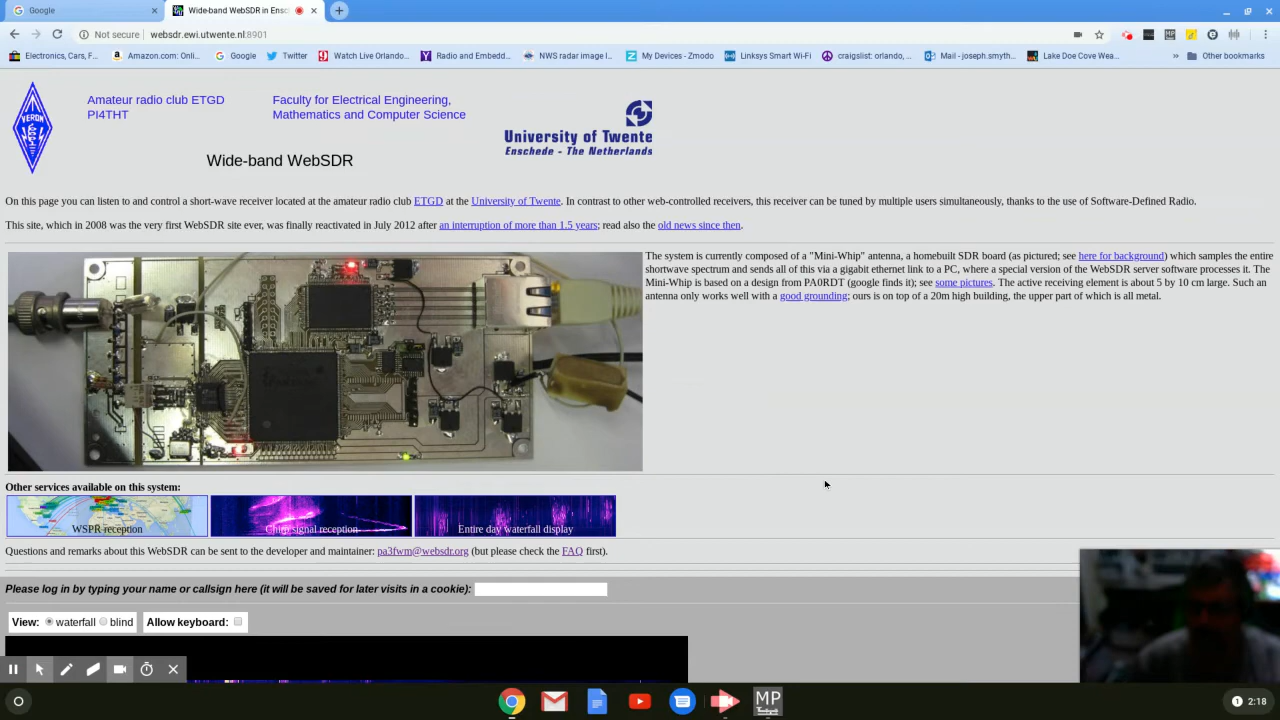 Google
Wide-band WebSDR in Ensc
Not secure websdr.ewi.utwente.nl:8901
Electronics, Cars, F...
Amazon.com: Onli...
Google
Twitter
Watch Live Orlando...
Radio and Embedd...
NWS radar image l...
My Devices - Zmodo
Linksys Smart Wi-Fi
craigslist: orlando, ...
Mail - joseph.smyth...
Lake Doe Cove Wea...
»
Other bookmarks
VERON
Amateur radio club ETGD
PI4THT
Faculty for Electrical Engineering,
Mathematics and Computer Science
University of Twente
Enschede - The Netherlands
Wide-band WebSDR
On this page you can listen to and control a short-wave receiver located at the amateur radio club ETGD at the University of Twente. In contrast to other web-controlled receivers, this receiver can be tuned by multiple users simultaneously, thanks to the use of Software-Defined Radio.
This site, which in 2008 was the very first WebSDR site ever, was finally reactivated in July 2012 after an interruption of more than 1.5 years; read also the old news since then.
The system is currently composed of a "Mini-Whip" antenna, a homebuilt SDR board (as pictured; see here for background) which samples the entire
shortwave spectrum and sends all of this via a gigabit ethernet link to a PC, where a special version of the WebSDR server software processes it. The
Mini-Whip is based on a design from PA0RDT (google finds it); see some pictures. The active receiving element is about 5 by 10 cm large. Such an
antenna only works well with a good grounding; ours is on top of a 20m high building, the upper part of which is all metal.
Other services available on this system:
WSPR reception
Chirp signal reception
Entire day waterfall display
Questions and remarks about this WebSDR can be sent to the developer and maintainer: pa3fwm@websdr.org (but please check the FAQ first).
Please log in by typing your name or callsign here (it will be saved for later visits in a cookie):
View: waterfall blind Allow keyboard:
MP
1 2:18